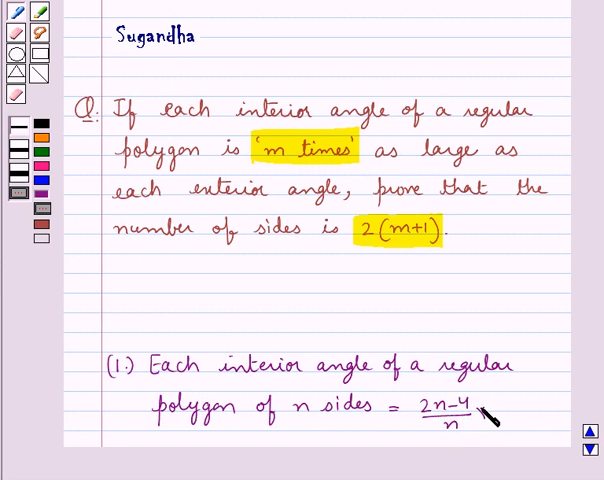 Sugandha
Q: If each interior angle of a regular
polygon is 'm times' as large as
each exterior angle, prove that the
number of sides is 2(m+1).
(1.) Each interior angle of a regular
polygon of n sides = 2n-4/n